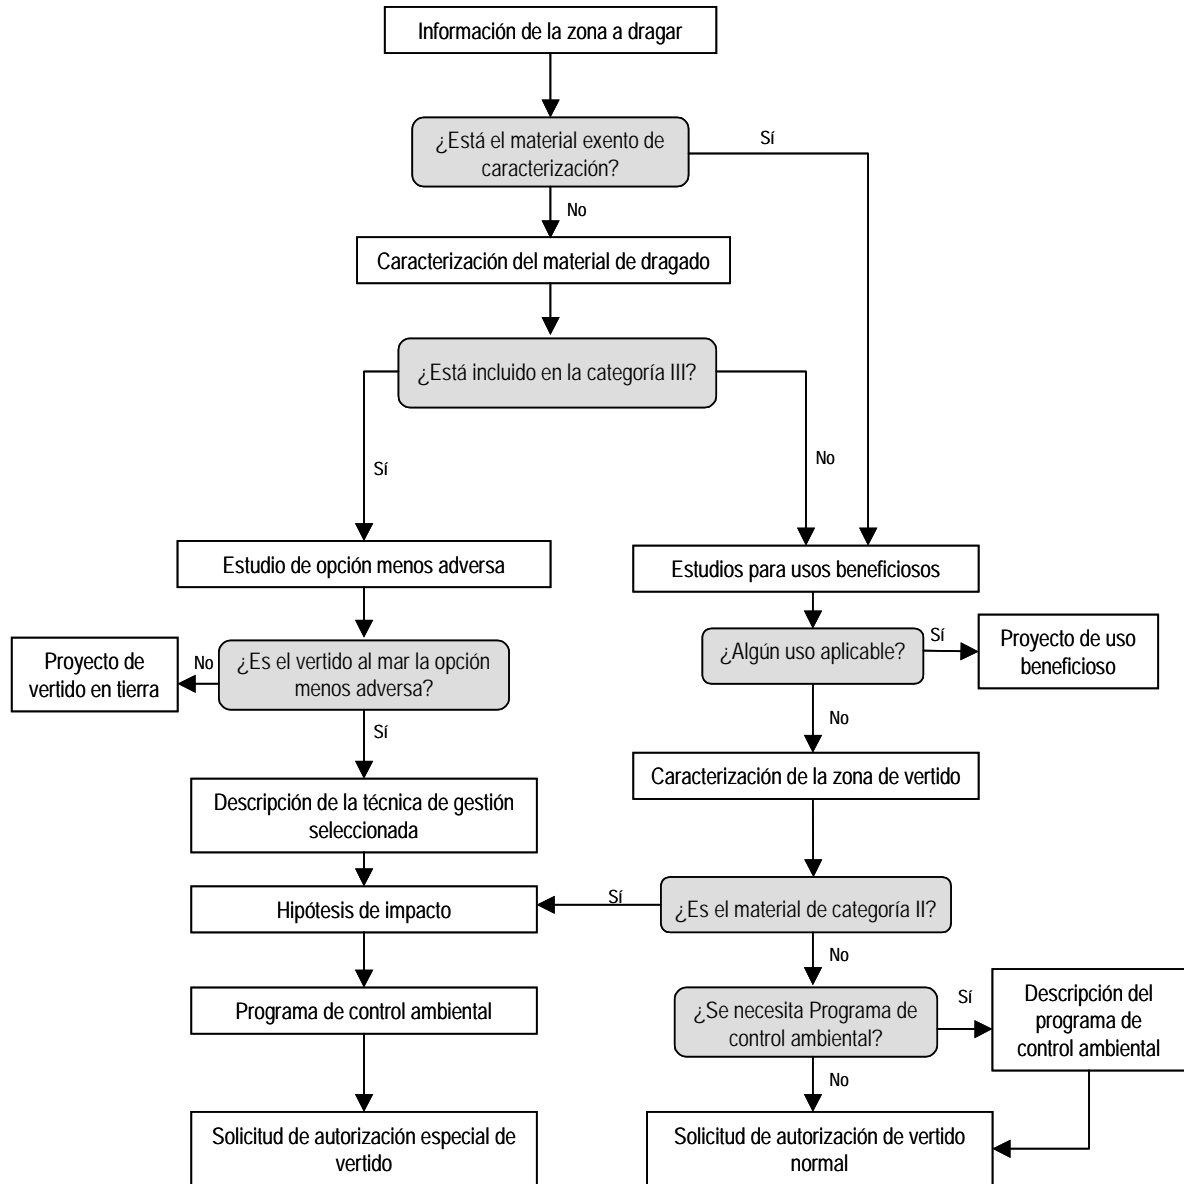 Información de la zona a dragar
¿Está el material exento de
caracterización?
Sí
No
Caracterización del material de dragado
¿Está incluido en la categoría III?
Sí
No
Estudio de opción menos adversa
Estudios para usos beneficiosos
Proyecto de
vertido en tierra
No
¿Es el vertido al mar la opción
menos adversa?
Sí
¿Algún uso aplicable?
Sí
Proyecto de uso
beneficioso
No
Descripción de la técnica de gestión
seleccionada
Caracterización de la zona de vertido
Hipótesis de impacto
Sí
¿Es el material de categoría II?
No
Programa de control ambiental
¿Se necesita Programa de
control ambiental?
Sí
Descripción del
programa de
control ambiental
No
Solicitud de autorización especial de
vertido
Solicitud de autorización de vertido
normal